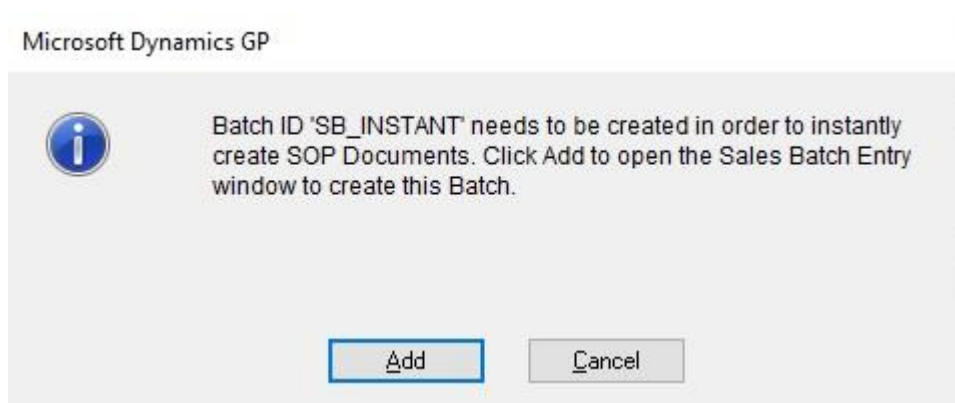 Microsoft Dynamics GP
Batch ID 'SB_INSTANT' needs to be created in order to instantly
create SOP Documents. Click Add to open the Sales Batch Entry
window to create this Batch.
Add Cancel